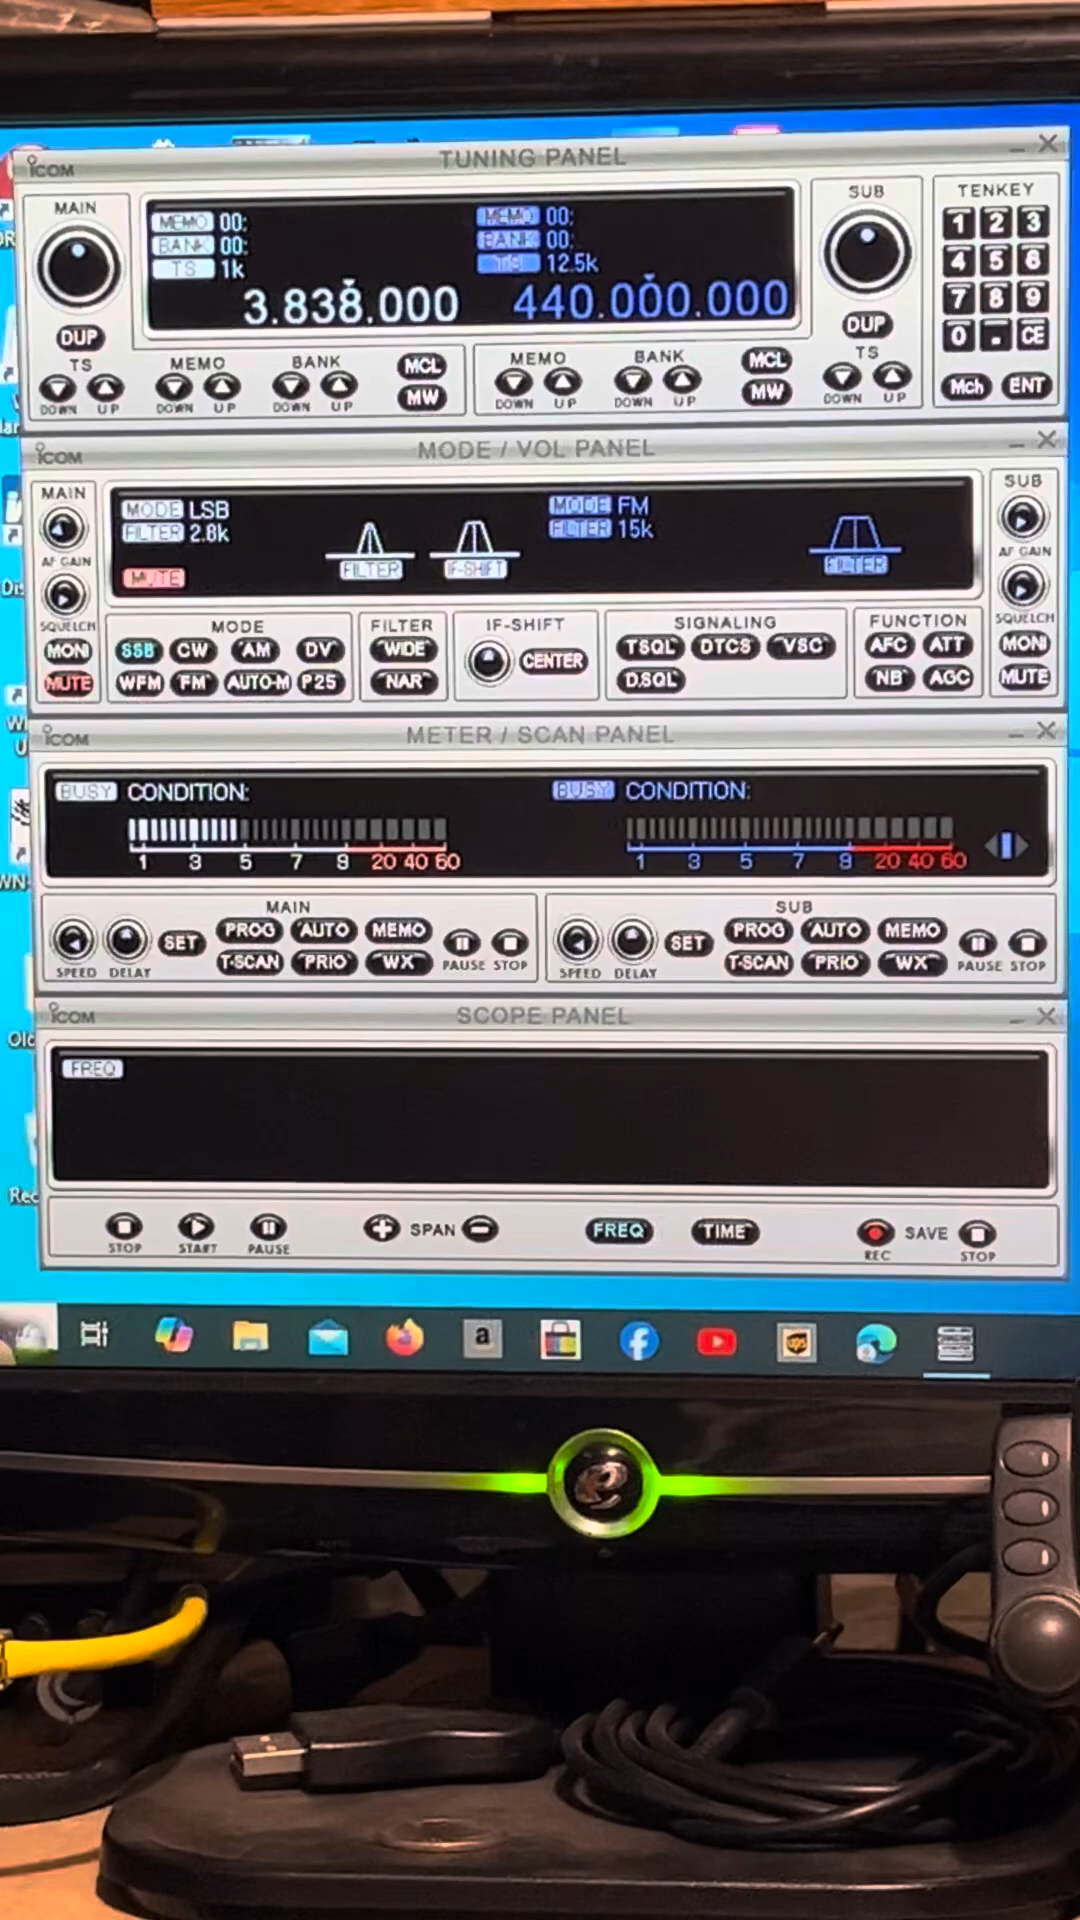 ICOM
TUNING PANEL
MAIN
MEMO 00:
BANK 00:
TS 1k
3.838.000
MEMO 00:
BANK 00:
TS 12.5k
440.000.000
SUB
TENKEY
1 2 3
4 5 6
7 8 9
0 . CE
Mch ENT
DUP
TS
DOWN UP
MEMO
DOWN UP
BANK
DOWN UP
MCL
MW
MEMO
DOWN UP
BANK
DOWN UP
MCL
MW
DUP
TS
DOWN UP
ICOM
MODE / VOL PANEL
MAIN
AF GAIN
SQUELCH
MONI
MUTE
MODE LSB
FILTER 2.8k
MUTE
FILTER
IF-SHIFT
MODE FM
FILTER 15k
FILTER
SUB
AF GAIN
SQUELCH
MONI
MUTE
MODE
SSB CW AM DV
WFM FM AUTO-M P25
FILTER
WIDE
NAR
IF-SHIFT
CENTER
SIGNALING
TSQL DTCS VSC
D.SQL
FUNCTION
AFC ATT
NB AGC
ICOM
METER / SCAN PANEL
BUSY CONDITION:
1 3 5 7 9 20 40 60
BUSY CONDITION:
1 3 5 7 9 20 40 60
MAIN
SPEED DELAY SET
PROG AUTO MEMO
T-SCAN PRIO WX
PAUSE STOP
SUB
SPEED DELAY SET
PROG AUTO MEMO
T-SCAN PRIO WX
PAUSE STOP
ICOM
SCOPE PANEL
FREQ
STOP START PAUSE
SPAN
FREQ TIME
REC SAVE STOP
a
ups
e